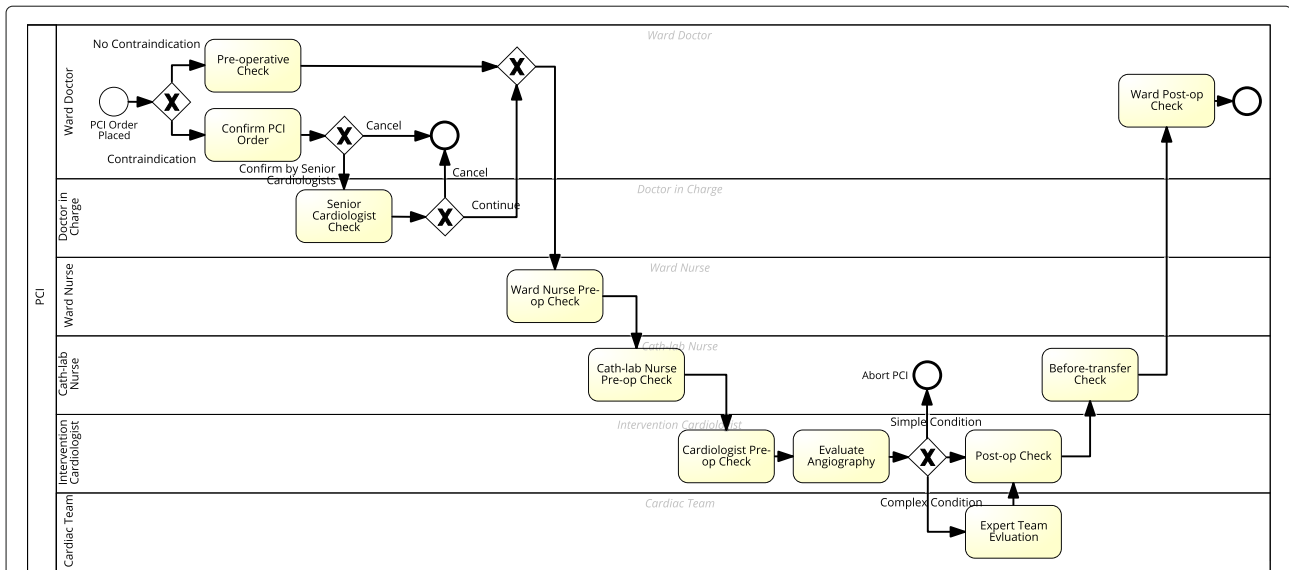 PCI
Ward Doctor
Ward Doctor
No Contraindication
Pre-operative
Check
PCI Order
Placed
Contraindication
Confirm PCI
Order
Cancel
Confirm by Senior
Cardiologists
Cancel
Ward Post-op
Check
Doctor in
Charge
Doctor in Charge
Senior
Cardiologist
Check
Continue
Ward Nurse
Ward Nurse
Ward Nurse Pre-
op Check
Cath-lab
Nurse
Cath-lab Nurse
Cath-lab Nurse
Pre-op Check
Abort PCI
Before-transfer
Check
Intervention
Cardiologist
Intervention Cardiologist
Cardiologist Pre-
op Check
Evaluate
Angiography
Simple Condition
Post-op Check
Cardiac Team
Cardiac Team
Complex Condition
Expert Team
Evluation